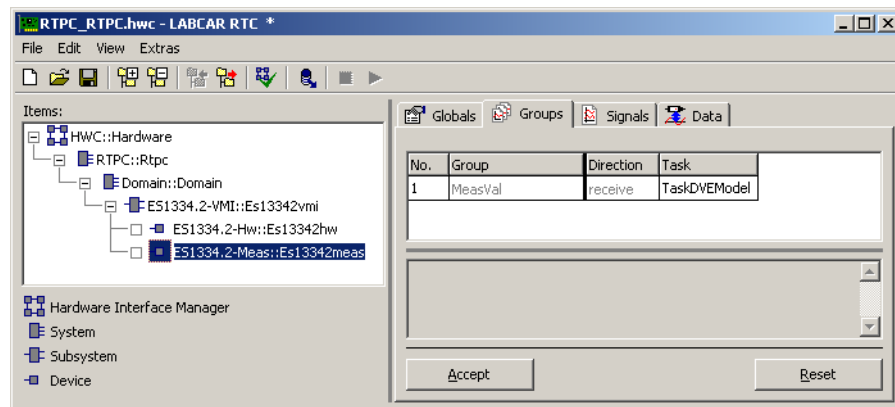 RTPC_RTPC.hwc - LABCAR RTC *
File Edit View Extras
Items:
HWC::Hardware
RTPC::Rtpc
Domain::Domain
ES1334.2-VMI::Es13342vmi
ES1334.2-Hw::Es13342hw
ES1334.2-Meas::Es13342meas
Hardware Interface Manager
System
Subsystem
Device
Globals Groups Signals Data
No. Group Direction Task
1 MeasVal receive TaskDVEModel
Accept Reset